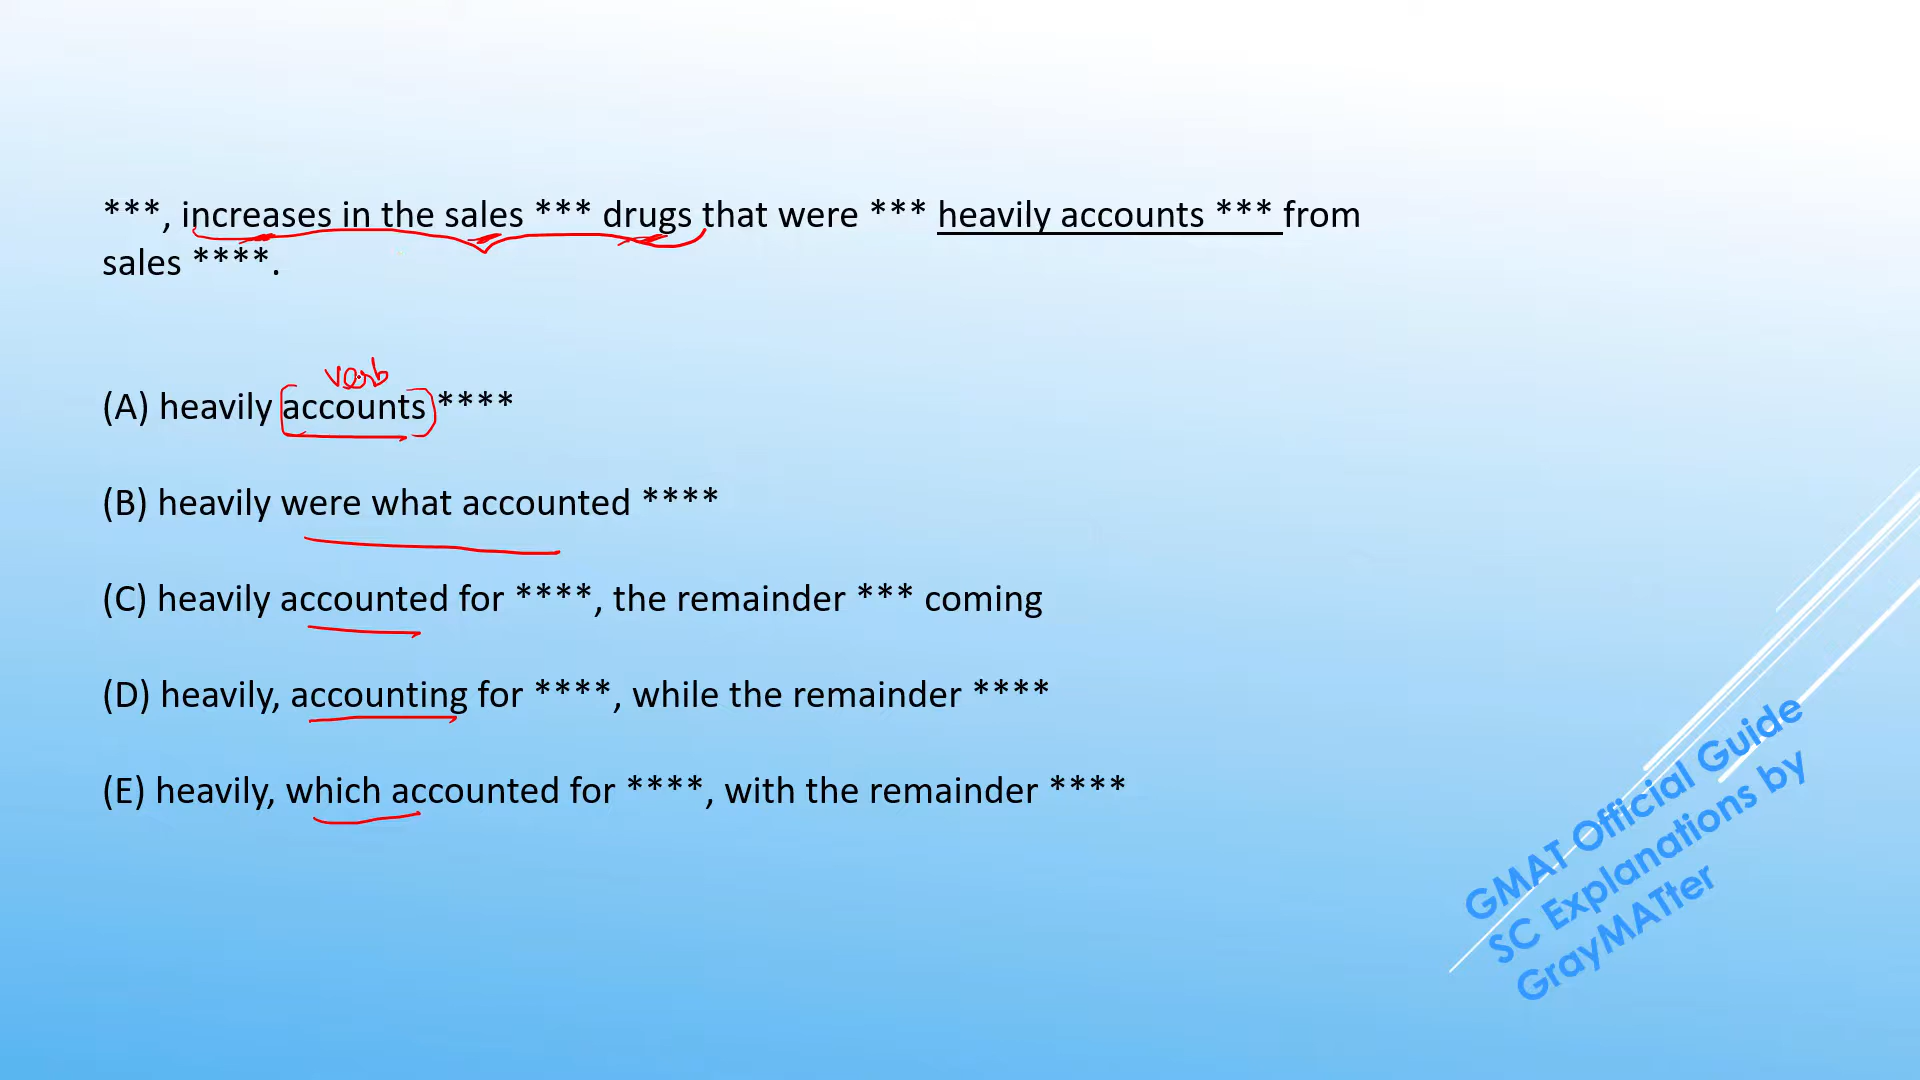 ***, increases in the sales *** drugs that were *** heavily accounts *** from
sales ****.
verb
(A) heavily accounts ****
(B) heavily were what accounted ****
(C) heavily accounted for ****, the remainder *** coming
(D) heavily, accounting for ****, while the remainder ****
(E) heavily, which accounted for ****, with the remainder ****
GMAT Official Guide
SC Explanations by
GrayMATter